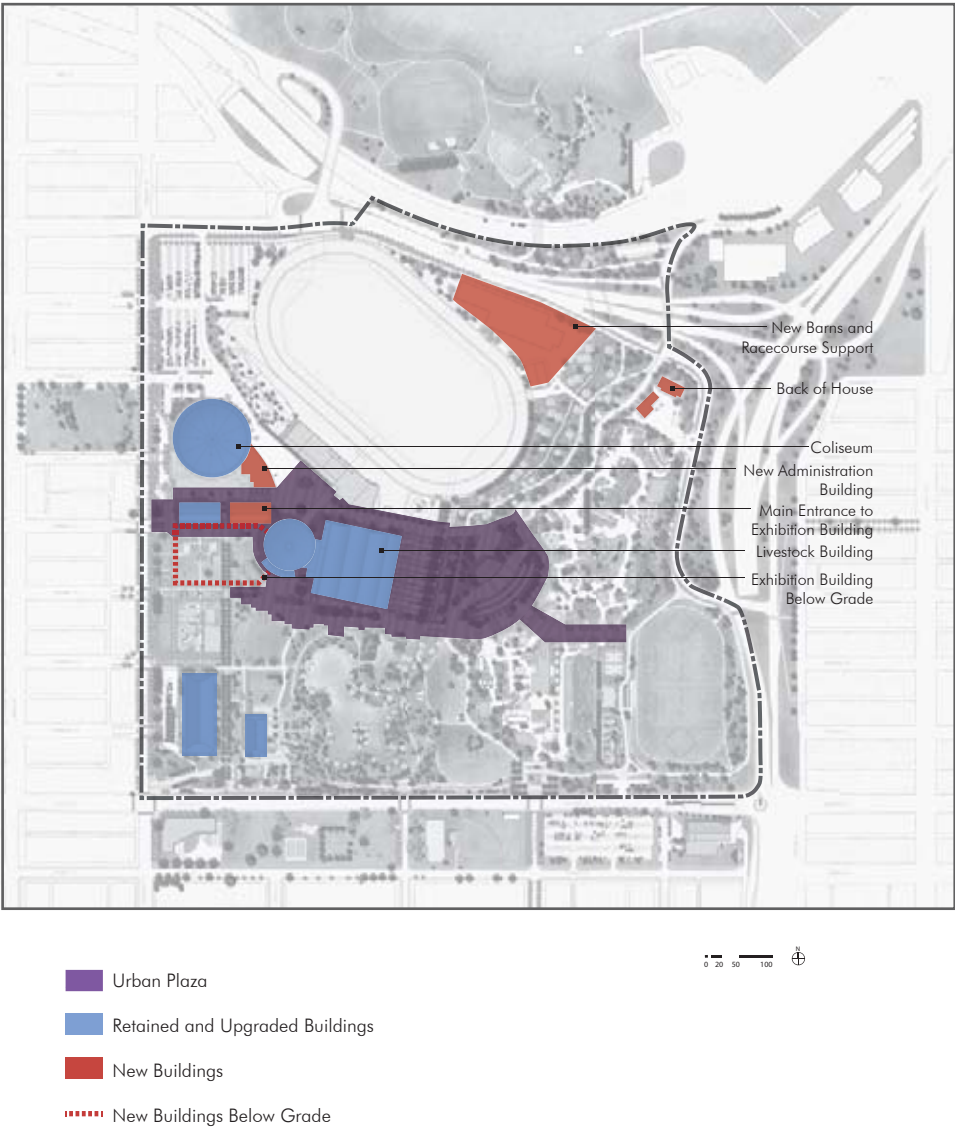 New Barns and
Racecourse Support
Back of House
Coliseum
New Administration
Building
Main Entrance to
Exhibition Building
Livestock Building
Exhibition Building
Below Grade
N
0 20 50 100
Urban Plaza
Retained and Upgraded Buildings
New Buildings
New Buildings Below Grade